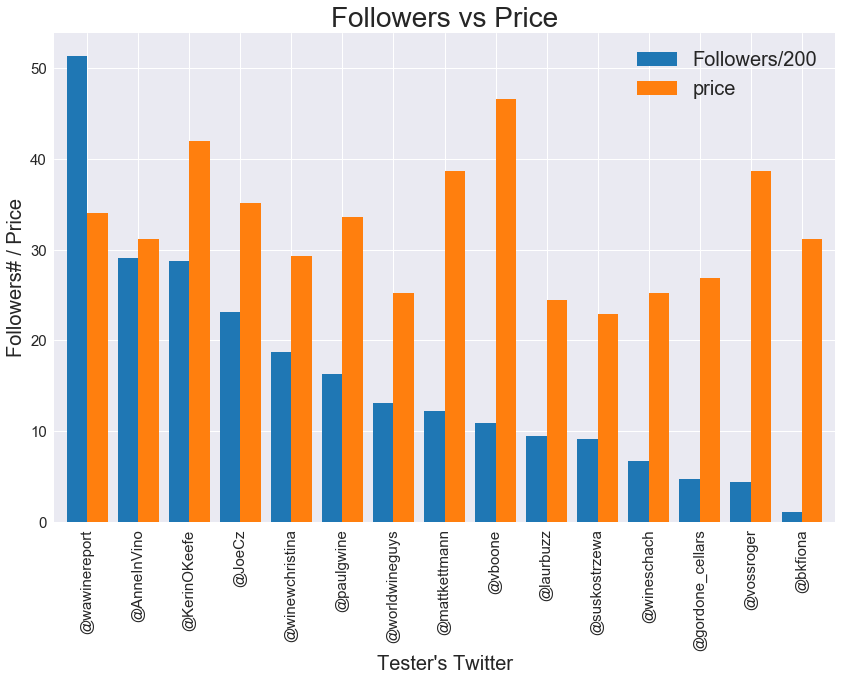 Followers vs Price
Followers/200
price
Followers# / Price
50
40
30
20
10
0
@wawinereport
@AnneInVino
@KerinOKeefe
@JoeCz
@winewchristina
@paulgwine
@worldwineguys
@mattkettmann
@vboone
@laurbuzz
@suskostrzewa
@wineschach
@gordone_cellars
@vossroger
@bkfiona
Tester's Twitter